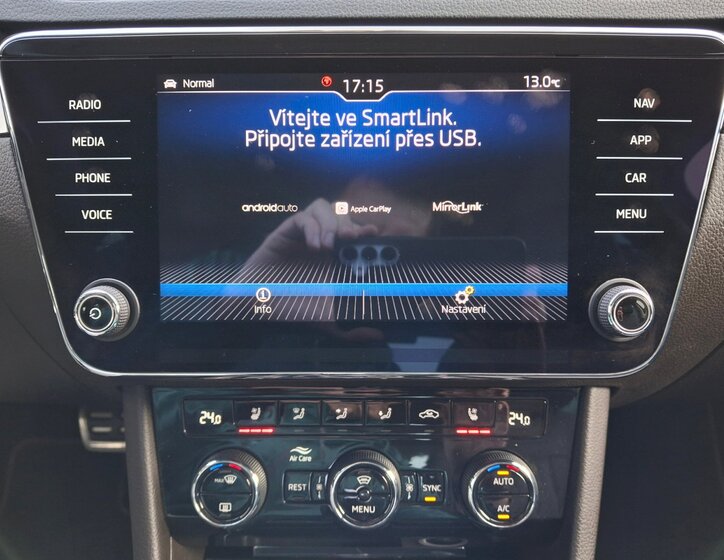 Normal
17:15
13.0°C
Vítejte ve SmartLink.
Připojte zařízení přes USB.
androidauto
Apple CarPlay
MirrorLink
Info
Nastavení
RADIO
MEDIA
PHONE
VOICE
NAV
APP
CAR
MENU
24.0
24.0
Air Care
MAX
REST
MENU
SYNC
AUTO
A/C